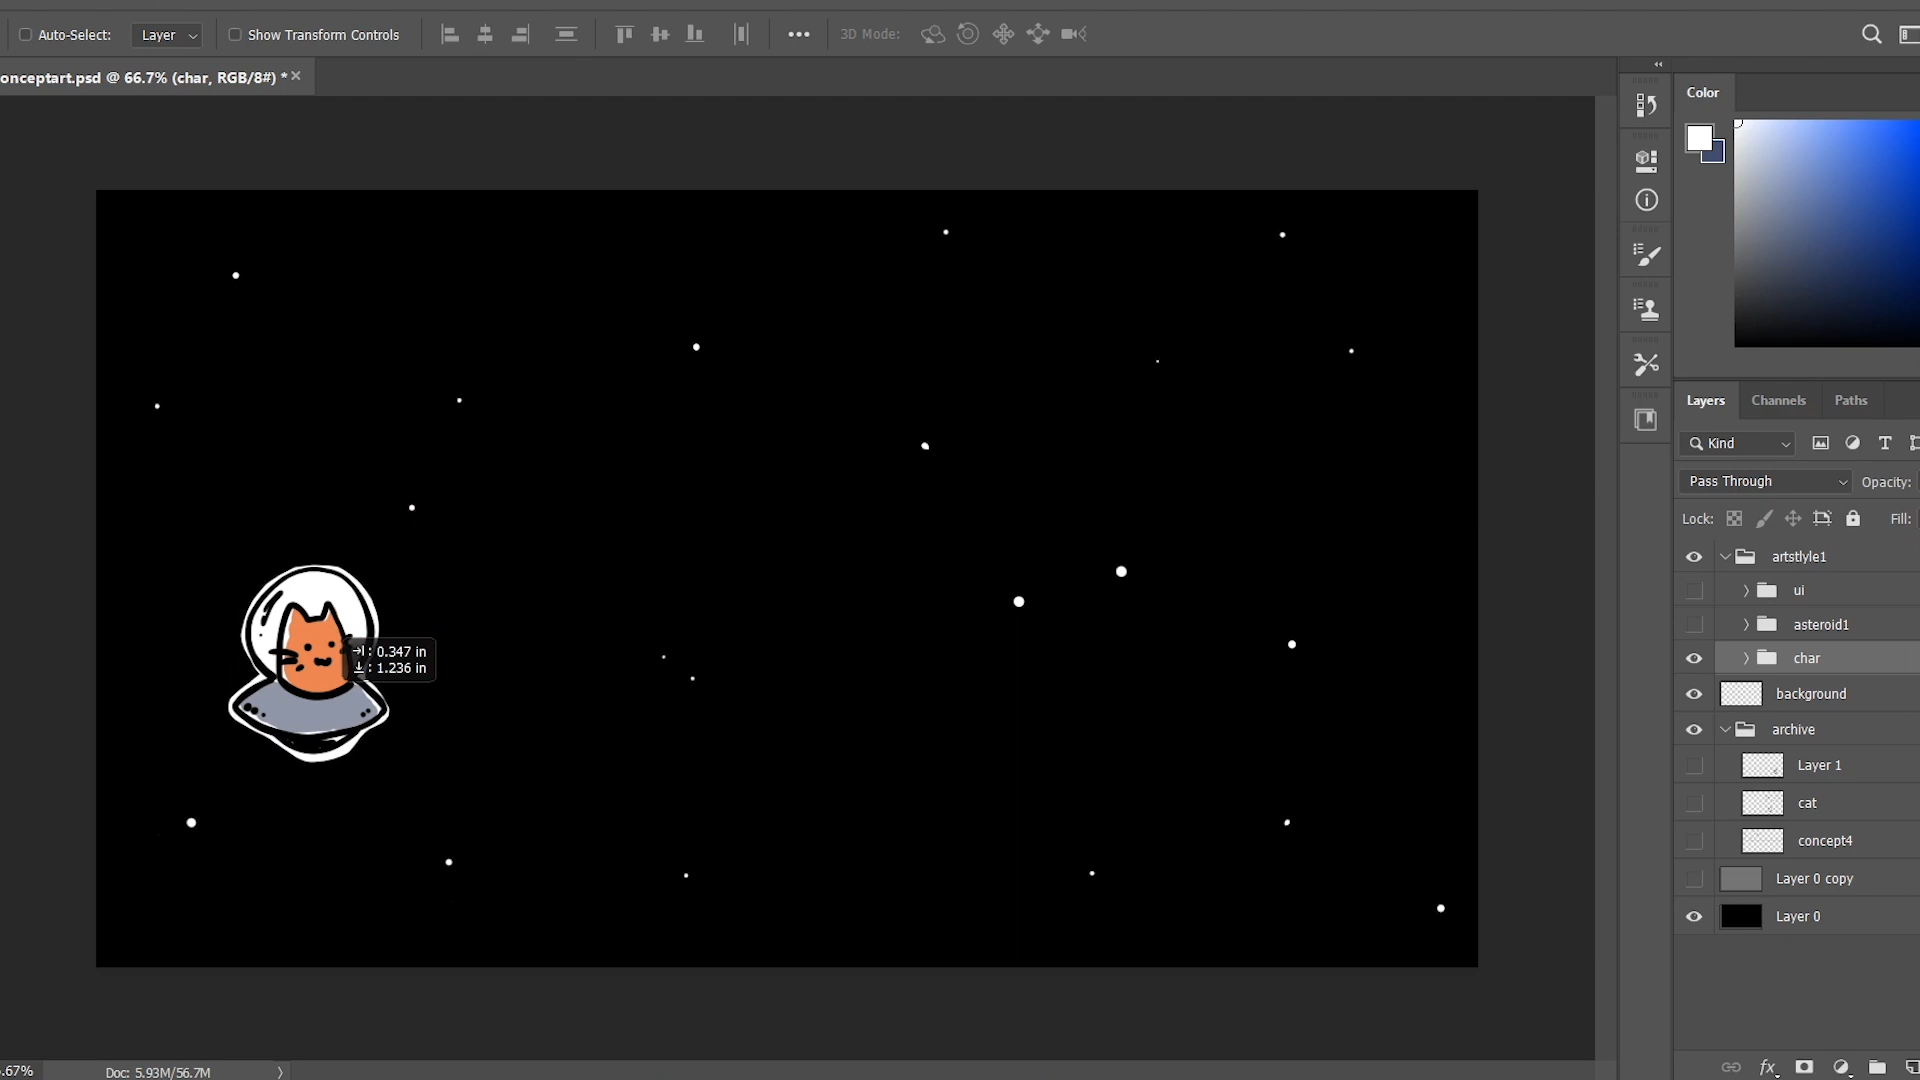 Auto-Select: Layer Show Transform Controls 3D Mode:
onceptart.psd @ 66.7% (char, RGB/8#) *
Color
: 0.347 in
: 1.236 in
Layers Channels Paths
Kind
Pass Through Opacity:
Lock: Fill:
artstlyle1
ui
asteroid1
char
background
archive
Layer 1
cat
concept4
Layer 0 copy
Layer 0
fx
.67% Doc: 5.93M/56.7M